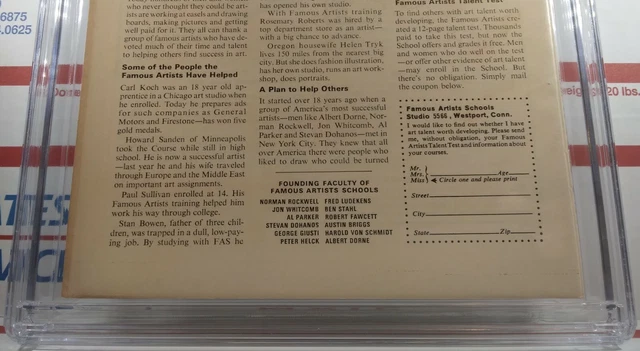 who never thought they could be art-
ists are working at easels and drawing
boards, making pictures and getting
well paid for it. They all can thank a
group of famous artists who have de-
voted much of their time and talent
to helping others find success in art.
Some of the People the
Famous Artists Have Helped
Carl Koch was an 18 year old ap-
prentice in a Chicago art studio when
he enrolled. Today he prepares ads
for such companies as General
Motors and Firestone—has won five
gold medals.
Howard Sanden of Minneapolis
took the Course while still in high
school. He is now a successful artist
—last year he and his wife traveled
through Europe and the Middle East
on important art assignments.
Paul Sullivan enrolled at 14. His
Famous Artists training helped him
work his way through college.
Stan Bowen, father of three chil-
dren, was trapped in a dull, low-pay-
ing job. By studying with FAS he
has opened his own studio.
With Famous Artists training
Rosemary Roberts was hired by a
top department store as an artist—
with a big chance to advance.
Oregon housewife Helen Tryk
lives 150 miles from the nearest big
city. But she does fashion illustration,
has her own studio, runs an art work-
shop, does portraits.
A Plan to Help Others
It started over 18 years ago when a
group of America's most successful
artists—men like Albert Dorne, Nor-
man Rockwell, Jon Whitcomb, Al
Parker and Stevan Dohanos—met in
New York City. They knew that all
over America there were people who
liked to draw who could be turned
FOUNDING FACULTY OF
FAMOUS ARTISTS SCHOOLS
NORMAN ROCKWELL FRED LUDEKENS
JON WHITCOMB BEN STAHL
AL PARKER ROBERT FAWCETT
STEVAN DOHANOS AUSTIN BRIGGS
GEORGE GIUSTI HAROLD VON SCHMIDT
PETER HELCK ALBERT DORNE
Famous Artists Talent Test
To find others with art talent worth
developing, the Famous Artists cre-
ated a 12-page talent test. Thousands
paid to take this test, but now the
School offers and grades it free. Men
and women who do well on the test
—or offer other evidence of art talent
—may enroll in the School. But
there's no obligation. Simply mail
the coupon below.
Famous Artists Schools
Studio 5565, Westport, Conn.
I would like to find out whether I have
art talent worth developing. Please send
me, without obligation, your Famous
Artists Talent Test and information about
your courses.
Mr.
Mrs. Age
Miss Circle one and please print
Street
City
State Zip
6875
04.0625
20 lbs.